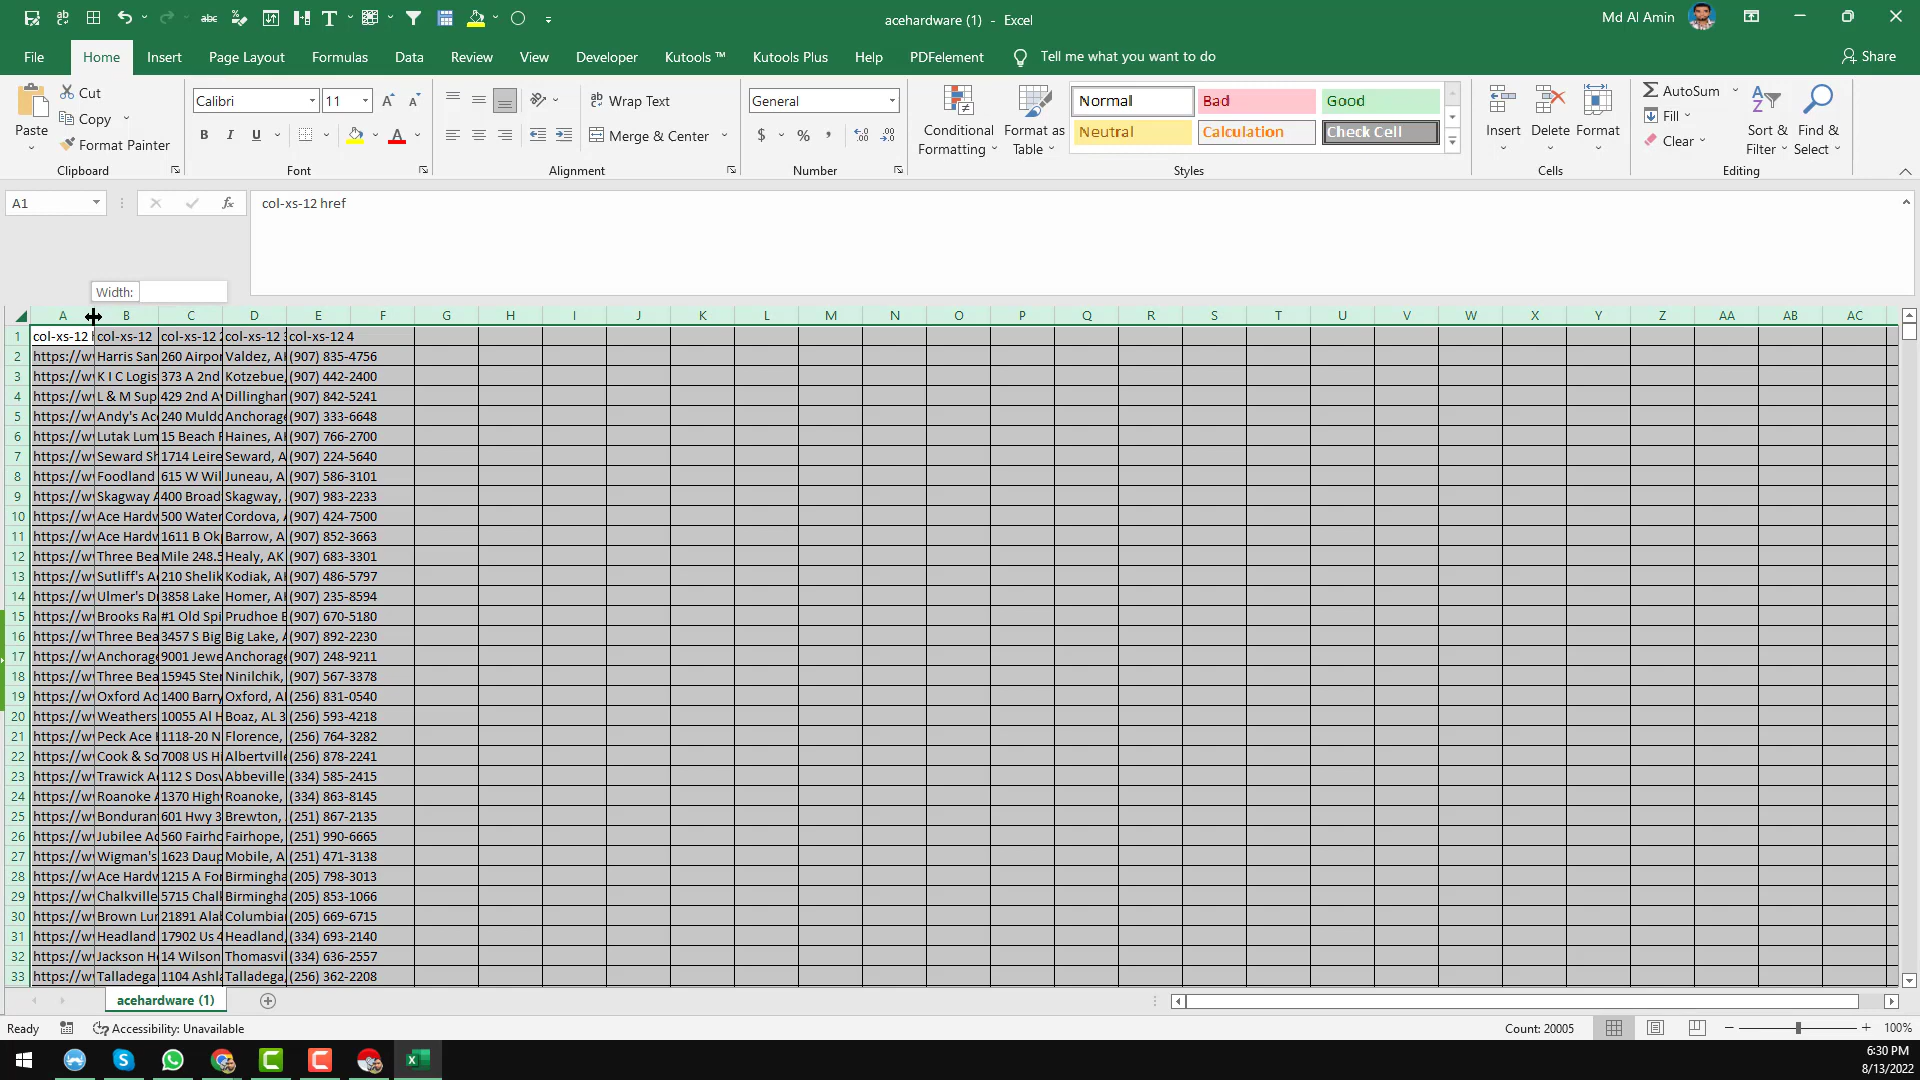 acehardware (1) - Excel
Md Al Amin
File Home Insert Page Layout Formulas Data Review View Developer Kutools ™ Kutools Plus Help PDFelement Tell me what you want to do Share
Paste
Cut
Copy
Format Painter
Clipboard
Calibri 11
B I U
Font
Wrap Text
Merge & Center
Alignment
General
$ % ,
Number
Conditional Formatting
Format as Table
Normal Bad Good
Neutral Calculation Check Cell
Styles
Insert Delete Format
Cells
AutoSum
Fill
Clear
Sort & Filter
Find & Select
Editing
A1 fx col-xs-12 href
Width:
A B C D E F G H I J K L M N O P Q R S T U V W X Y Z AA AB AC
1 col-xs-12 col-xs-12 col-xs-12 col-xs-12 col-xs-12 4
2 https://w Harris San 260 Airpor Valdez, A (907) 835-4756
3 https://w K I C Logis 373 A 2nd Kotzebue, (907) 442-2400
4 https://w L & M Sup 429 2nd A Dillingham (907) 842-5241
5 https://w Andy's Ac 240 Muldo Anchorage (907) 333-6648
6 https://w Lutak Lum 15 Beach Haines, A (907) 766-2700
7 https://w Seward Sh 1714 Leire Seward, A (907) 224-5640
8 https://w Foodland 615 W Wil Juneau, A (907) 586-3101
9 https://w Skagway A 400 Broad Skagway, (907) 983-2233
10 https://w Ace Hardw 500 Water Cordova, A (907) 424-7500
11 https://w Ace Hardw 1611 B Ok Barrow, A (907) 852-3663
12 https://w Three Bea Mile 248.5 Healy, AK (907) 683-3301
13 https://w Sutliff's A 210 Shelik Kodiak, A (907) 486-5797
14 https://w Ulmer's D 3858 Lake Homer, A (907) 235-8594
15 https://w Brooks Ra #1 Old Spi Prudhoe B (907) 670-5180
16 https://w Three Bea 3457 S Big Big Lake, A (907) 892-2230
17 https://w Anchorage 9001 Jewe Anchorage (907) 248-9211
18 https://w Three Bea 15945 Ster Ninilchik, (907) 567-3378
19 https://w Oxford Ac 1400 Barry Oxford, A (256) 831-0540
20 https://w Weathers 10055 Al H Boaz, AL 3 (256) 593-4218
21 https://w Peck Ace 1118-20 N Florence, (256) 764-3282
22 https://w Cook & So 7008 US Hi Albertville (256) 878-2241
23 https://w Trawick A 112 S Dosw Abbeville (334) 585-2415
24 https://w Roanoke A 1370 High Roanoke, (334) 863-8145
25 https://w Bonduran 601 Hwy 3 Brewton, (251) 867-2135
26 https://w Jubilee Ac 560 Fairho Fairhope, (251) 990-6665
27 https://w Wigman's 1623 Daup Mobile, A (251) 471-3138
28 https://w Ace Hardw 1215 A For Birmingha (205) 798-3013
29 https://w Chalkville 5715 Chalk Birmingha (205) 853-1066
30 https://w Brown Lur 21891 Ala Columbia (205) 669-6715
31 https://w Headland 17902 Us 4 Headland, (334) 693-2140
32 https://w Jackson H 14 Wilson Thomasvil (334) 636-2557
33 https://w Talladega 1104 Ashla Talladega, (256) 362-2208
acehardware (1)
Ready Accessibility: Unavailable Count: 20005 100%
6:30 PM
8/13/2022